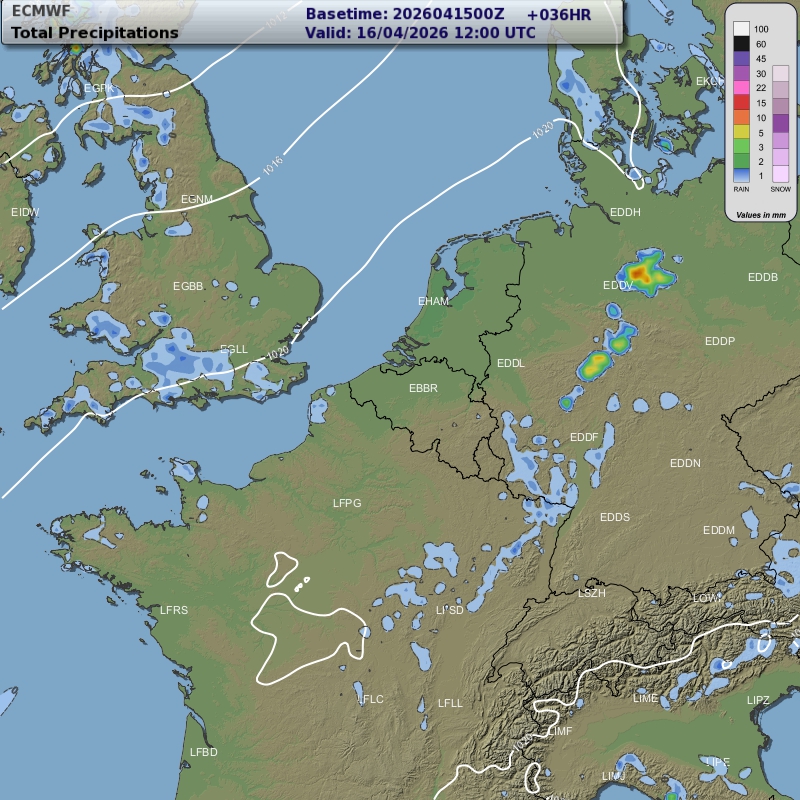 ECMWF
Basetime: 2026041500Z +036HR
Total Precipitations
Valid: 16/04/2026 12:00 UTC
100
60
45
30
22
15
10
5
3
2
1
RAIN
SNOW
Values in mm
1012
EGPK
1020
1016
EGNM
EIDW
EDDH
EGBB
EDDV
EDDB
EHAM
EGLL
1020
EDDP
EDDL
EBBR
EDDF
EDDN
LFPG
EDDS
EDDM
LFRS
LFSD
LSZH
LOWI
LFLC
LFLL
LIME
LIPZ
LIMF
LFBD
1020
LIPE
LIMJ